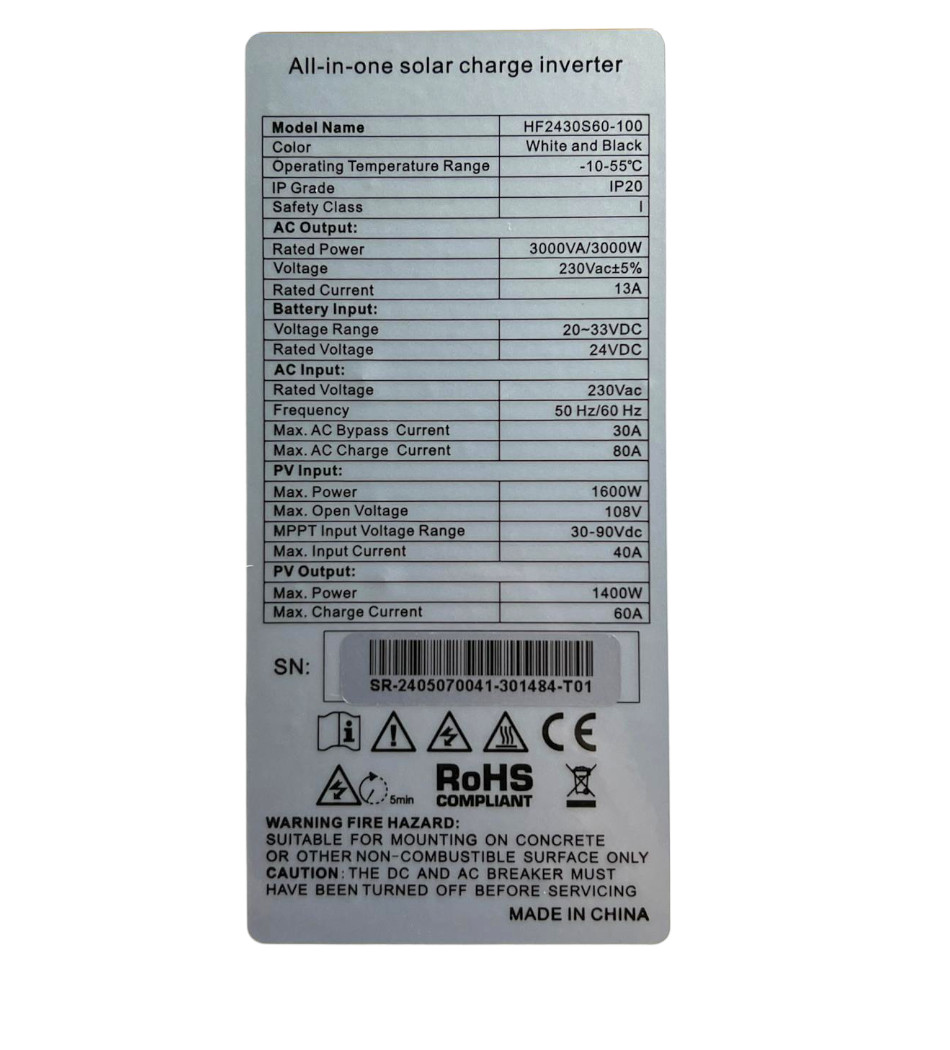 All-in-one solar charge inverter
Model Name HF2430S60-100
Color White and Black
Operating Temperature Range -10-55℃
IP Grade IP20
Safety Class I
AC Output:
Rated Power 3000VA/3000W
Voltage 230Vac±5%
Rated Current 13A
Battery Input:
Voltage Range 20~33VDC
Rated Voltage 24VDC
AC Input:
Rated Voltage 230Vac
Frequency 50 Hz/60 Hz
Max. AC Bypass Current 30A
Max. AC Charge Current 80A
PV Input:
Max. Power 1600W
Max. Open Voltage 108V
MPPT Input Voltage Range 30-90Vdc
Max. Input Current 40A
PV Output:
Max. Power 1400W
Max. Charge Current 60A
SN:
SR-2405070041-301484-T01
CE
5min
RoHS
COMPLIANT
WARNING FIRE HAZARD:
SUITABLE FOR MOUNTING ON CONCRETE
OR OTHER NON-COMBUSTIBLE SURFACE ONLY
CAUTION: THE DC AND AC BREAKER MUST
HAVE BEEN TURNED OFF BEFORE SERVICING
MADE IN CHINA